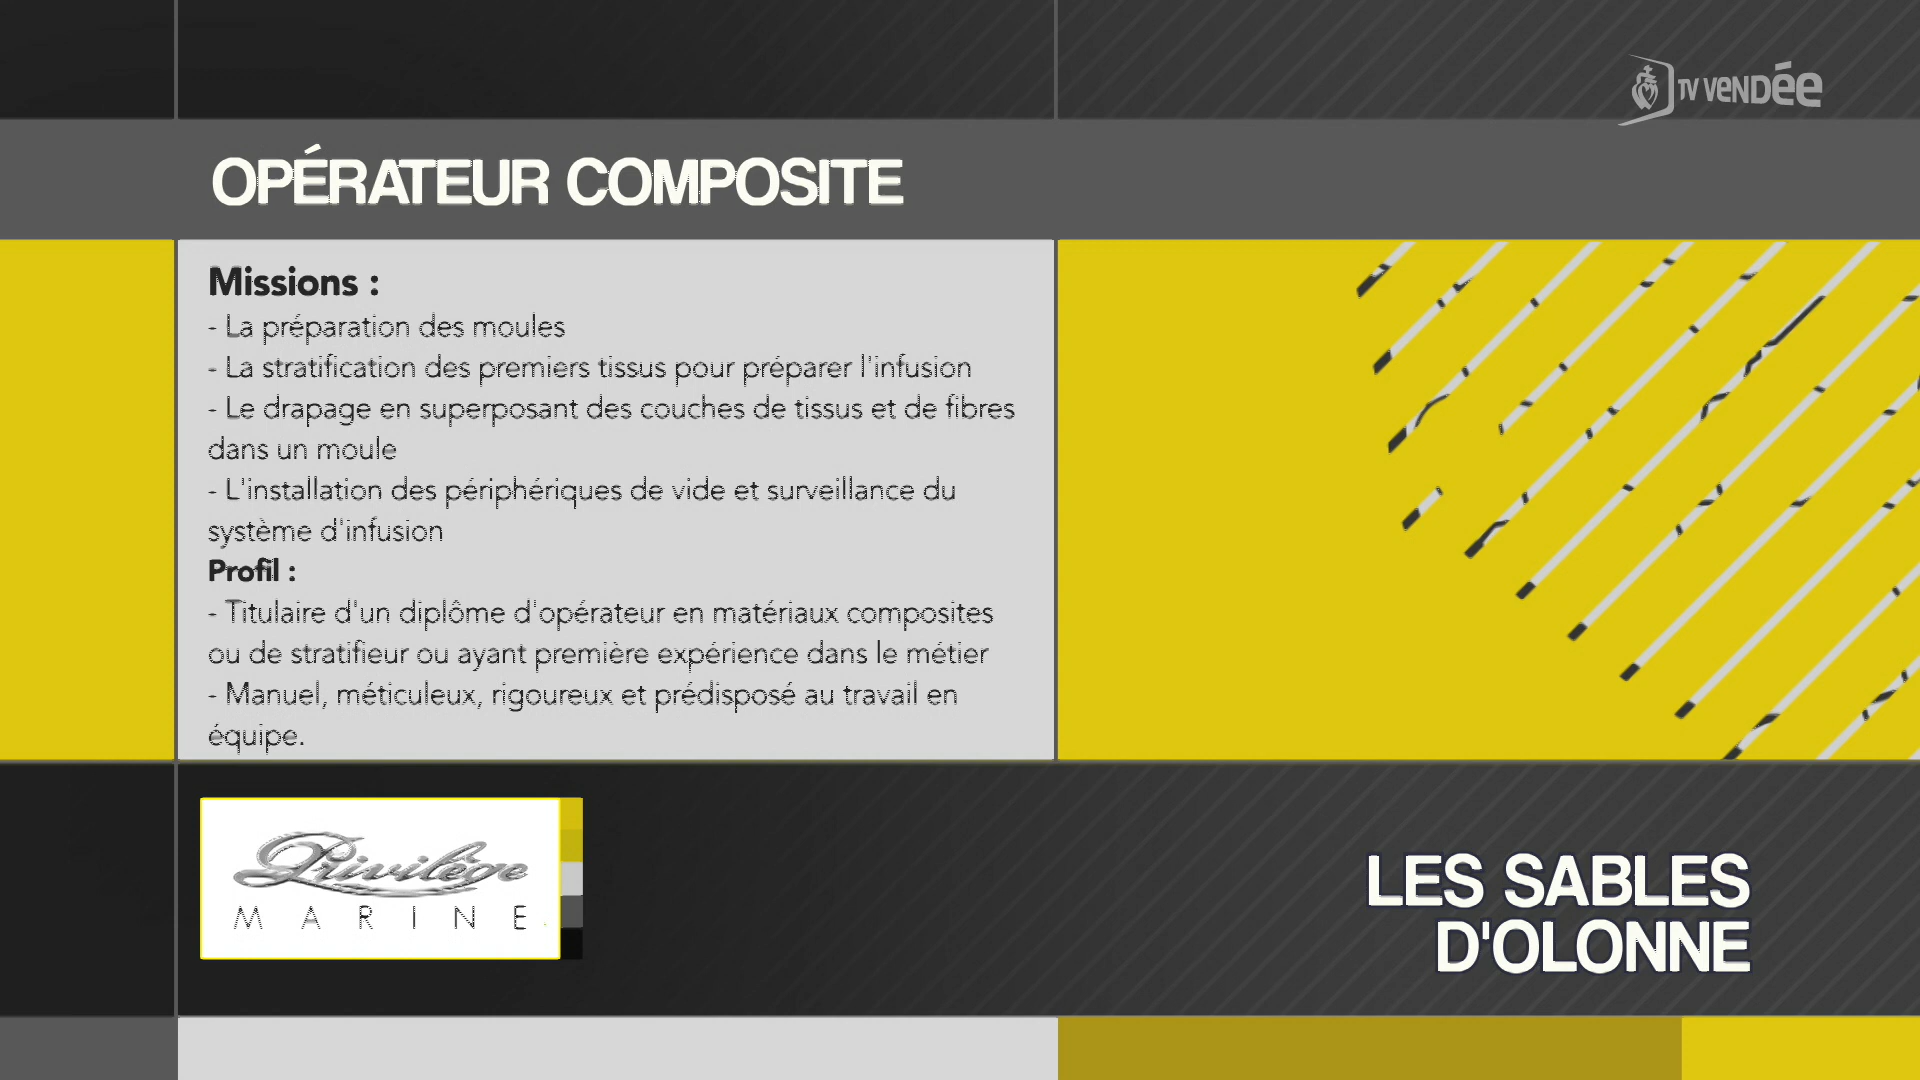 TV VENDÉE
OPÉRATEUR COMPOSITE
Missions :
- La préparation des moules
- La stratification des premiers tissus pour préparer l'infusion
- Le drapage en superposant des couches de tissus et de fibres
dans un moule
- L'installation des périphériques de vide et surveillance du
système d'infusion
Profil :
- Titulaire d'un diplôme d'opérateur en matériaux composites
ou de stratifieur ou ayant première expérience dans le métier
- Manuel, méticuleux, rigoureux et prédisposé au travail en
équipe.
Privilège
MARINE
LES SABLES
D'OLONNE